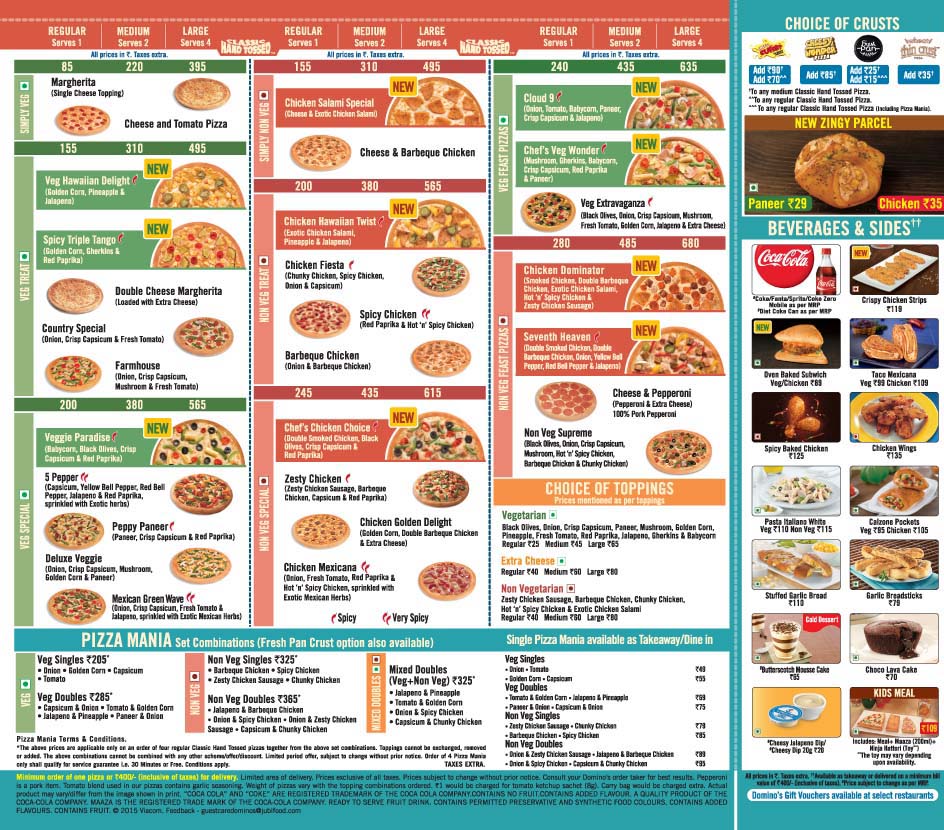 REGULAR MEDIUM LARGE
Serves 1 Serves 2 Serves 4
CLASSIC HAND TOSSED
All prices in ₹. Taxes extra.
85 220 395
SIMPLY VEG
Margherita
(Single Cheese Topping)
Cheese and Tomato Pizza
155 310 495
VEG TREAT
NEW
Veg Hawaiian Delight
(Golden Corn, Pineapple &
Jalapeno)
NEW
Spicy Triple Tango
(Golden Corn, Gherkins &
Red Paprika)
Double Cheese Margherita
(Loaded with Extra Cheese)
Country Special
(Onion, Crisp Capsicum & Fresh Tomato)
Farmhouse
(Onion, Crisp Capsicum,
Mushroom & Fresh Tomato)
200 380 565
VEG SPECIAL
NEW
Veggie Paradise
(Babycorn, Black Olives, Crisp
Capsicum & Red Paprika)
5 Pepper
(Capsicum, Yellow Bell Pepper, Red Bell
Pepper, Jalapeno & Red Paprika,
sprinkled with Exotic herbs)
Peppy Paneer
(Paneer, Crisp Capsicum & Red Paprika)
Deluxe Veggie
(Onion, Crisp Capsicum, Mushroom,
Golden Corn & Paneer)
Mexican Green Wave
(Onion, Crisp Capsicum, Fresh Tomato &
Jalapeno, sprinkled with Exotic Mexican Herbs)
REGULAR MEDIUM LARGE
Serves 1 Serves 2 Serves 4
CLASSIC HAND TOSSED
All prices in ₹. Taxes extra.
155 310 495
SIMPLY NON VEG
NEW
Chicken Salami Special
(Cheese & Exotic Chicken Salami)
Cheese & Barbeque Chicken
200 380 565
NON VEG TREAT
NEW
Chicken Hawaiian Twist
(Exotic Chicken Salami,
Pineapple & Jalapeno)
Chicken Fiesta
(Chunky Chicken, Spicy Chicken,
Onion & Capsicum)
Spicy Chicken
(Red Paprika & Hot 'n' Spicy Chicken)
Barbeque Chicken
(Onion & Barbeque Chicken)
245 435 615
NON VEG SPECIAL
NEW
Chef's Chicken Choice
(Double Smoked Chicken, Black
Olives, Crisp Capsicum &
Red Paprika)
Zesty Chicken
(Zesty Chicken Sausage, Barbeque
Chicken, Capsicum & Red Paprika)
Chicken Golden Delight
(Golden Corn, Double Barbeque Chicken
& Extra Cheese)
Chicken Mexicana
(Onion, Fresh Tomato, Red Paprika &
Hot 'n' Spicy Chicken, sprinkled with
Exotic Mexican Herbs)
Spicy Very Spicy
REGULAR MEDIUM LARGE
Serves 1 Serves 2 Serves 4
All prices in ₹. Taxes extra.
240 435 635
VEG FEAST PIZZAS
NEW
Cloud 9
(Onion, Tomato, Babycorn, Paneer,
Crisp Capsicum & Jalapeno)
NEW
Chef's Veg Wonder
(Mushroom, Gherkins, Babycorn,
Crisp Capsicum, Red Paprika
& Paneer)
Veg Extravaganza
(Black Olives, Onion, Crisp Capsicum, Mushroom,
Fresh Tomato, Golden Corn, Jalapeno & Extra Cheese)
280 485 680
NON VEG FEAST PIZZAS
NEW
Chicken Dominator
(Smoked Chicken, Double Barbeque
Chicken, Exotic Chicken Salami,
Hot 'n' Spicy Chicken &
Zesty Chicken Sausage)
NEW
Seventh Heaven
(Double Smoked Chicken, Double
Barbeque Chicken, Onion, Yellow Bell
Pepper, Red Bell Pepper & Jalapeno)
Cheese & Pepperoni
(Pepperoni & Extra Cheese)
100% Pork Pepperoni
Non Veg Supreme
(Black Olives, Onion, Crisp Capsicum,
Mushroom, Hot 'n' Spicy Chicken,
Barbeque Chicken & Chunky Chicken)
CHOICE OF TOPPINGS
Prices mentioned as per toppings
Vegetarian
Black Olives, Onion, Crisp Capsicum, Paneer, Mushroom, Golden Corn,
Pineapple, Fresh Tomato, Red Paprika, Jalapeno, Gherkins & Babycorn
Regular ₹25 Medium ₹45 Large ₹65
Extra Cheese
Regular ₹40 Medium ₹60 Large ₹80
Non Vegetarian
Zesty Chicken Sausage, Barbeque Chicken, Chunky Chicken,
Hot 'n' Spicy Chicken & Exotic Chicken Salami
Regular ₹40 Medium ₹60 Large ₹80
PIZZA MANIA Set Combinations (Fresh Pan Crust option also available)
VEG
Veg Singles ₹205*
• Onion • Golden Corn • Capsicum
• Tomato
Veg Doubles ₹285*
• Capsicum & Onion • Tomato & Golden Corn
• Jalapeno & Pineapple • Paneer & Onion
NON VEG
Non Veg Singles ₹325*
• Barbeque Chicken • Spicy Chicken
• Zesty Chicken Sausage • Chunky Chicken
Non Veg Doubles ₹365*
• Jalapeno & Barbeque Chicken
• Onion & Spicy Chicken • Onion & Zesty Chicken
Sausage • Capsicum & Chunky Chicken
MIXED DOUBLES
Mixed Doubles
(Veg+Non Veg) ₹325*
• Jalapeno & Pineapple
• Tomato & Golden Corn
• Onion & Spicy Chicken
• Capsicum & Chunky Chicken
Pizza Mania Terms & Conditions.
*The above prices are applicable only on an order of four regular Classic Hand Tossed pizzas together from the above set combinations. Toppings cannot be exchanged, removed
or added. The above combinations cannot be combined with any other scheme/offer/discount. Limited period offer, subject to change without prior notice. Order of 4 Pizza Mania
only shall qualify for service guarantee i.e. 30 Minutes or Free. Conditions apply. TAXES EXTRA.
Single Pizza Mania available as Takeaway/Dine in
Veg Singles
• Onion • Tomato ₹49
• Golden Corn • Capsicum ₹55
Veg Doubles
• Tomato & Golden Corn • Jalapeno & Pineapple ₹69
• Paneer & Onion • Capsicum & Onion ₹75
Non Veg Singles
• Zesty Chicken Sausage • Chunky Chicken ₹79
• Barbeque Chicken • Spicy Chicken ₹85
Non Veg Doubles
• Onion & Zesty Chicken Sausage • Jalapeno & Barbeque Chicken ₹89
• Onion & Spicy Chicken • Capsicum & Chunky Chicken ₹95
Minimum order of one pizza or ₹400/- (inclusive of taxes) for delivery. Limited area of delivery, Prices exclusive of all taxes. Prices subject to change without prior notice. Consult your Domino's order taker for best results. Pepperoni
is a pork item. Tomato blend used in our pizzas contains garlic seasoning. Weight of pizzas vary with the topping combinations ordered. ₹1 would be charged for tomato ketchup sachet (8g). Carry bag would be charged extra. Actual
product may vary/differ from the image shown in print. "COCA COLA" AND "COKE" ARE REGISTERED TRADEMARK OF THE COCA COLA COMPANY.CONTAINS NO FRUIT.CONTAINS ADDED FLAVOUR. A QUALITY PRODUCT OF THE
COCA-COLA COMPANY. MAAZA IS THE REGISTERED TRADE MARK OF THE COCA-COLA COMPANY. READY TO SERVE FRUIT DRINK. CONTAINS PERMITTED PRESERVATIVE AND SYNTHETIC FOOD COLOURS. CONTAINS ADDED
FLAVOURS. CONTAINS FRUIT. © 2015 Viacom. Feedback - guestcaredominos@jublfood.com
CHOICE OF CRUSTS
CHEESE BURST
fresh Pan PIZZA
Add ₹90†
Add ₹70^^
Add ₹85†
Add ₹25†
Add ₹15^^^
Add ₹35†
†To any medium Classic Hand Tossed Pizza.
^^To any regular Classic Hand Tossed Pizza.
^^^ To any regular Classic Hand Tossed Pizza (including Pizza Mania).
NEW ZINGY PARCEL
Paneer ₹29 Chicken ₹35
BEVERAGES & SIDES††
Coca-Cola
#Coke/Fanta/Sprite/Coke Zero
Mobile as per MRP
#Diet Coke Can as per MRP
NEW
Crispy Chicken Strips
₹119
NEW
Oven Baked Subwich
Veg/Chicken ₹89
Taco Mexicana
Veg ₹99 Chicken ₹109
Spicy Baked Chicken
₹125
Chicken Wings
₹135
Pasta Italiano White
Veg ₹110 Non Veg ₹115
Calzone Pockets
Veg ₹95 Chicken ₹105
Stuffed Garlic Bread
₹110
Garlic Breadsticks
₹79
Cold Dessert
#Butterscotch Mousse Cake
₹65
Choco Lava Cake
₹70
#Cheesy Jalapeno Dip/
#Cheesy Dip 20g ₹20
KIDS MEAL
₹109
Includes: Meal+ Maaza (200ml)+
Ninja Hattori (Toy^)
(^The toy may vary depending
upon availability.
All prices in ₹. Taxes extra. ††Available as takeaway or delivered on a minimum bill
value of ₹400/- (inclusive of taxes). #Price subject to change as per MRP.
Domino's Gift Vouchers available at select restaurants